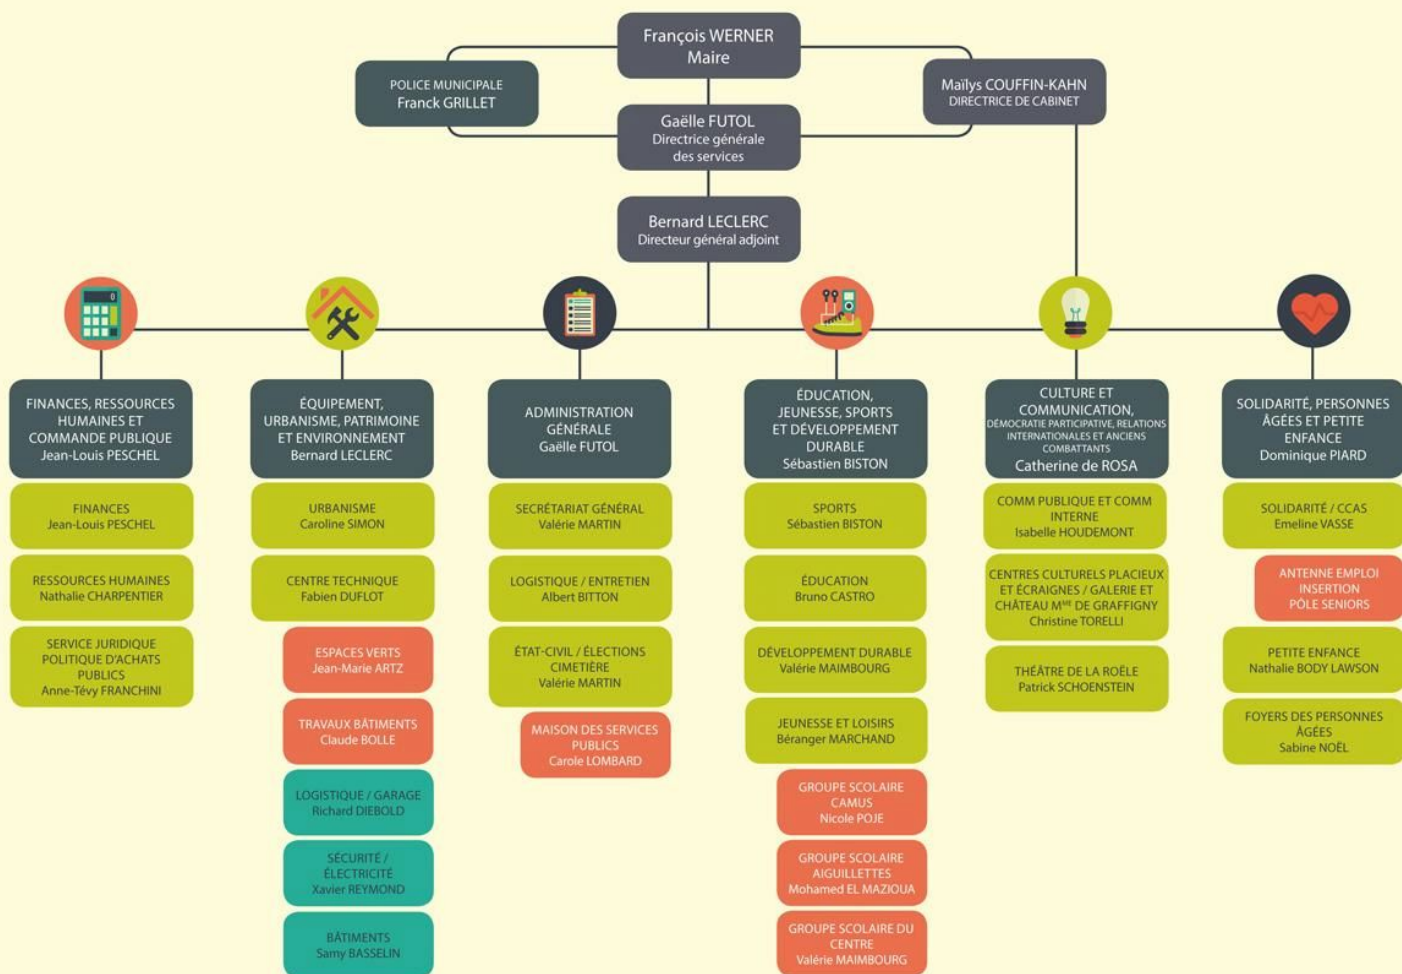 François WERNER
Maire
POLICE MUNICIPALE
Franck GRILLET
Maïlys COUFFIN-KAHN
DIRECTRICE DE CABINET
Gaëlle FUTOL
Directrice générale
des services
Bernard LECLERC
Directeur général adjoint
0
FINANCES, RESSOURCES
HUMAINES ET
COMMANDE PUBLIQUE
Jean-Louis PESCHEL
FINANCES
Jean-Louis PESCHEL
RESSOURCES HUMAINES
Nathalie CHARPENTIER
SERVICE JURIDIQUE
POLITIQUE D'ACHATS
PUBLICS
Anne-Tévy FRANCHINI
ÉQUIPEMENT,
URBANISME, PATRIMOINE
ET ENVIRONNEMENT
Bernard LECLERC
URBANISME
Caroline SIMON
CENTRE TECHNIQUE
Fabien DUFLOT
ESPACES VERTS
Jean-Marie ARTZ
TRAVAUX BÂTIMENTS
Claude BOLLE
LOGISTIQUE / GARAGE
Richard DIEBOLD
SÉCURITÉ /
ÉLECTRICITÉ
Xavier REYMOND
BÂTIMENTS
Samy BASSELIN
ADMINISTRATION
GÉNÉRALE
Gaëlle FUTOL
SECRÉTARIAT GÉNÉRAL
Valérie MARTIN
LOGISTIQUE / ENTRETIEN
Albert BITTON
ÉTAT-CIVIL / ÉLECTIONS
CIMETIÈRE
Valérie MARTIN
MAISON DES SERVICES
PUBLICS
Carole LOMBARD
ÉDUCATION,
JEUNESSE, SPORTS
ET DÉVELOPPEMENT
DURABLE
Sébastien BISTON
SPORTS
Sébastien BISTON
ÉDUCATION
Bruno CASTRO
DÉVELOPPEMENT DURABLE
Valérie MAIMBOURG
JEUNESSE ET LOISIRS
Béranger MARCHAND
GROUPE SCOLAIRE
CAMUS
Nicole POJE
GROUPE SCOLAIRE
AIGUILLETTES
Mohamed EL MAZIOUA
GROUPE SCOLAIRE DU
CENTRE
Valérie MAIMBOURG
CULTURE ET
COMMUNICATION,
DÉMOCRATIE PARTICIPATIVE, RELATIONS
INTERNATIONALES ET ANCIENS
COMBATTANTS
Catherine de ROSA
COMM PUBLIQUE ET COMM
INTERNE
Isabelle HOUDEMONT
CENTRES CULTURELS PLACIEUX
ET ÉCRAIGNES / GALERIE ET
CHÂTEAU Mᴹᴱ DE GRAFFIGNY
Christine TORELLI
THÉÂTRE DE LA ROËLE
Patrick SCHOENSTEIN
SOLIDARITÉ, PERSONNES
ÂGÉES ET PETITE
ENFANCE
Dominique PIARD
SOLIDARITÉ / CCAS
Emeline VASSE
ANTENNE EMPLOI
INSERTION
PÔLE SENIORS
PETITE ENFANCE
Nathalie BODY LAWSON
FOYERS DES PERSONNES
ÂGÉES
Sabine NOËL